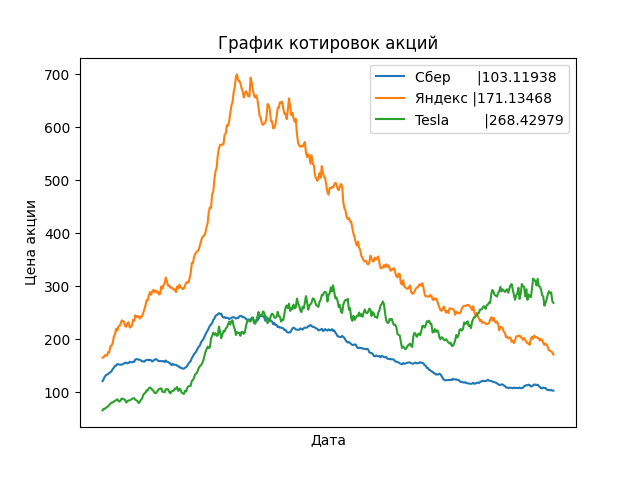 График котировок акций
Сбер |103.11938
Яндекс |171.13468
Tesla |268.42979
700
600
500
400
300
200
100
Цена акции
Дата